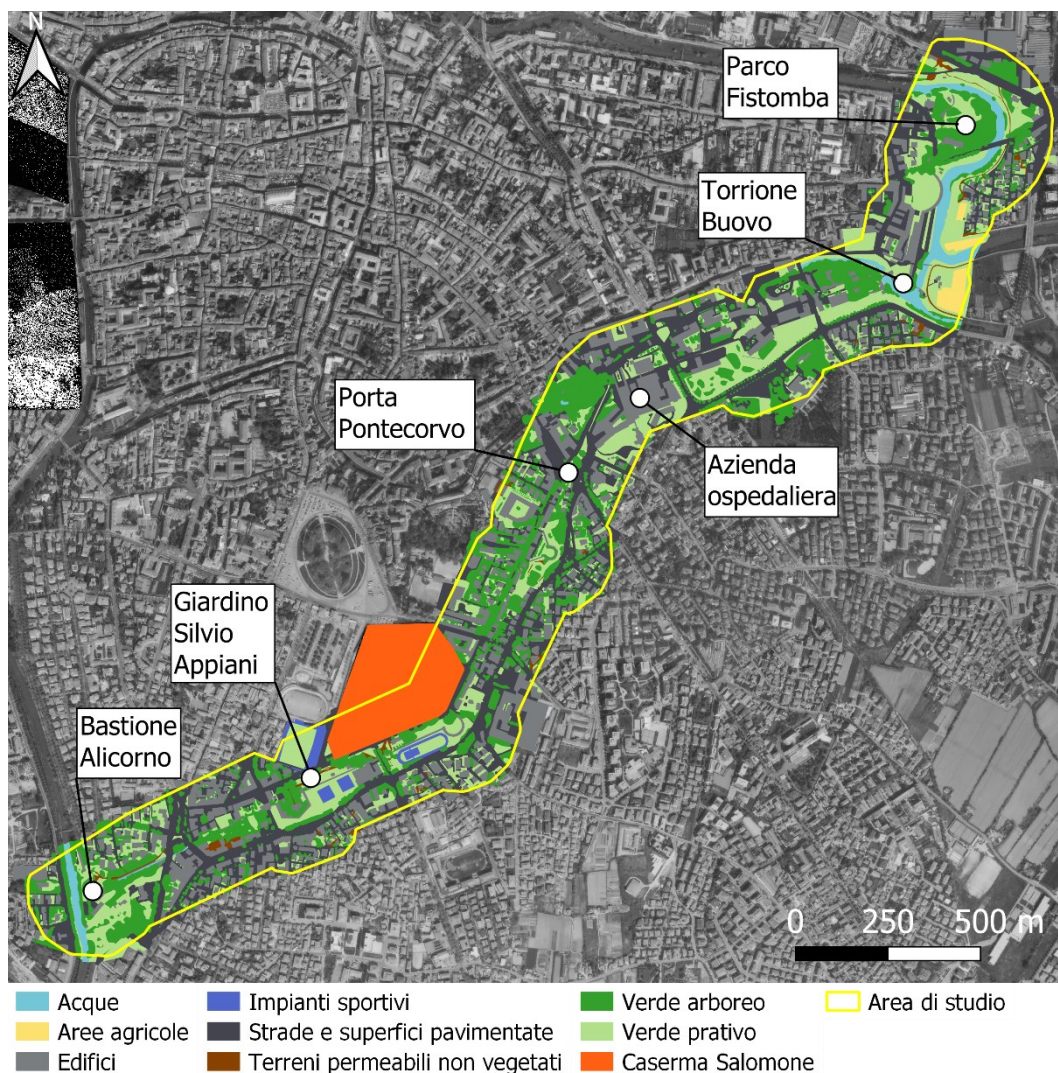 N
Parco
Fistomba
Torrione
Buovo
Porta
Pontecorvo
Azienda
ospedaliera
Giardino
Silvio
Appiani
Bastione
Alicorno
0 250 500 m
Acque
Aree agricole
Edifici
Impianti sportivi
Strade e superfici pavimentate
Terreni permeabili non vegetati
Verde arboreo
Verde prativo
Caserma Salomone
Area di studio